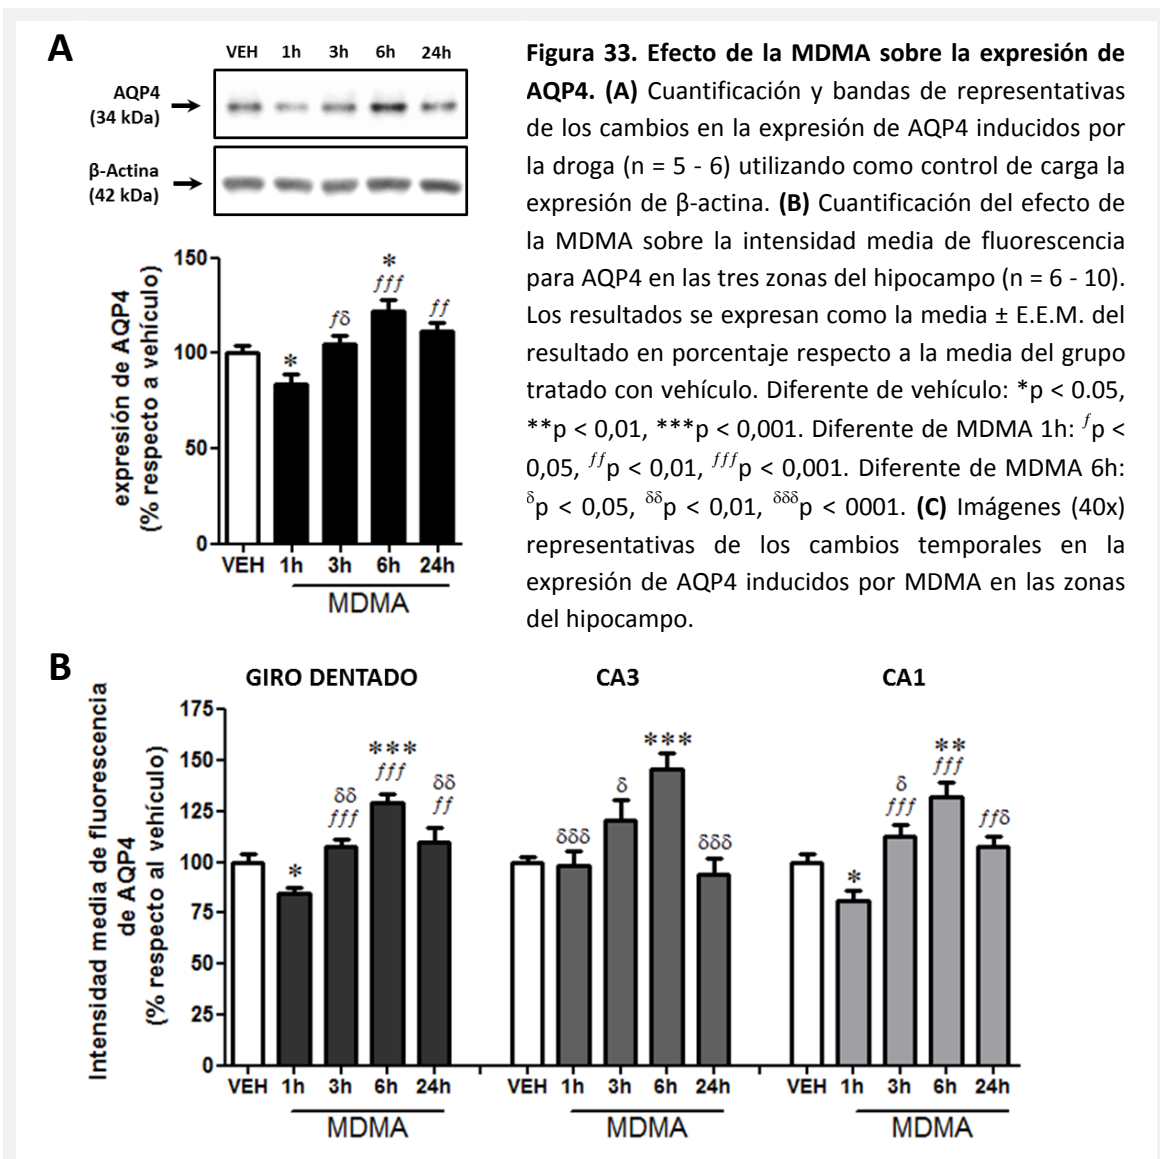 A
VEH 1h 3h 6h 24h
AQP4
(34 kDa)
β-Actina
(42 kDa)
expresión de AQP4
(% respecto a vehículo)
150
100
50
0
*
fδ
*
fff
ff
VEH 1h 3h 6h 24h
MDMA
Figura 33. Efecto de la MDMA sobre la expresión de
AQP4. (A) Cuantificación y bandas de representativas
de los cambios en la expresión de AQP4 inducidos por
la droga (n = 5 - 6) utilizando como control de carga la
expresión de β-actina. (B) Cuantificación del efecto de
la MDMA sobre la intensidad media de fluorescencia
para AQP4 en las tres zonas del hipocampo (n = 6 - 10).
Los resultados se expresan como la media ± E.E.M. del
resultado en porcentaje respecto a la media del grupo
tratado con vehículo. Diferente de vehículo: *p < 0.05,
**p < 0,01, ***p < 0,001. Diferente de MDMA 1h: fp <
0,05, ffp < 0,01, fffp < 0,001. Diferente de MDMA 6h:
δp < 0,05, δδp < 0,01, δδδp < 0001. (C) Imágenes (40x)
representativas de los cambios temporales en la
expresión de AQP4 inducidos por MDMA en las zonas
del hipocampo.
B
Intensidad media de fluorescencia
de AQP4
(% respecto al vehículo)
175
150
125
100
75
50
25
0
GIRO DENTADO
*
δδ
fff
***
fff
δδ
ff
VEH 1h 3h 6h 24h
MDMA
CA3
δδδ
δ
***
δδδ
VEH 1h 3h 6h 24h
MDMA
CA1
*
δ
fff
**
fff
ffδ
VEH 1h 3h 6h 24h
MDMA